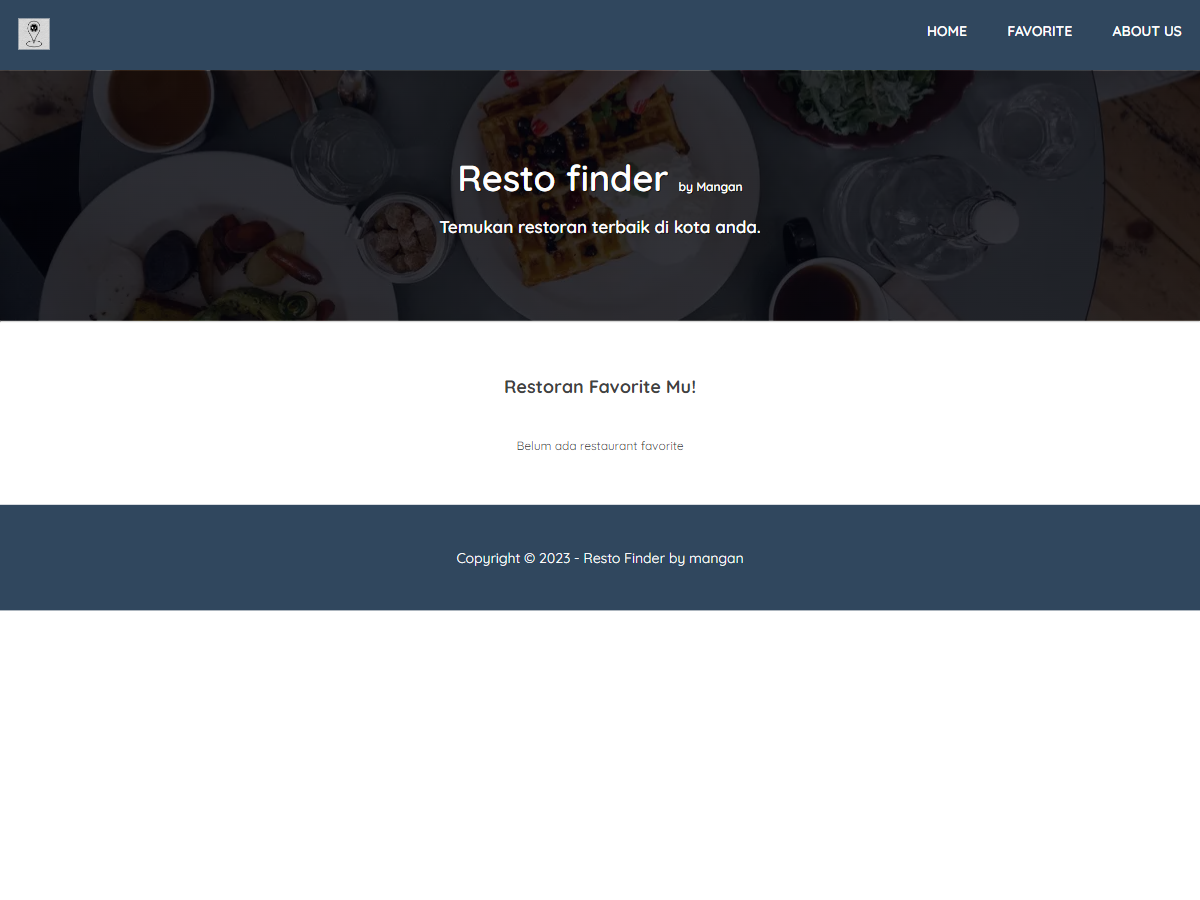 HOME FAVORITE ABOUT US
Resto finder by Mangan
Temukan restoran terbaik di kota anda.
Restoran Favorite Mu!
Belum ada restaurant favorite
Copyright © 2023 - Resto Finder by mangan